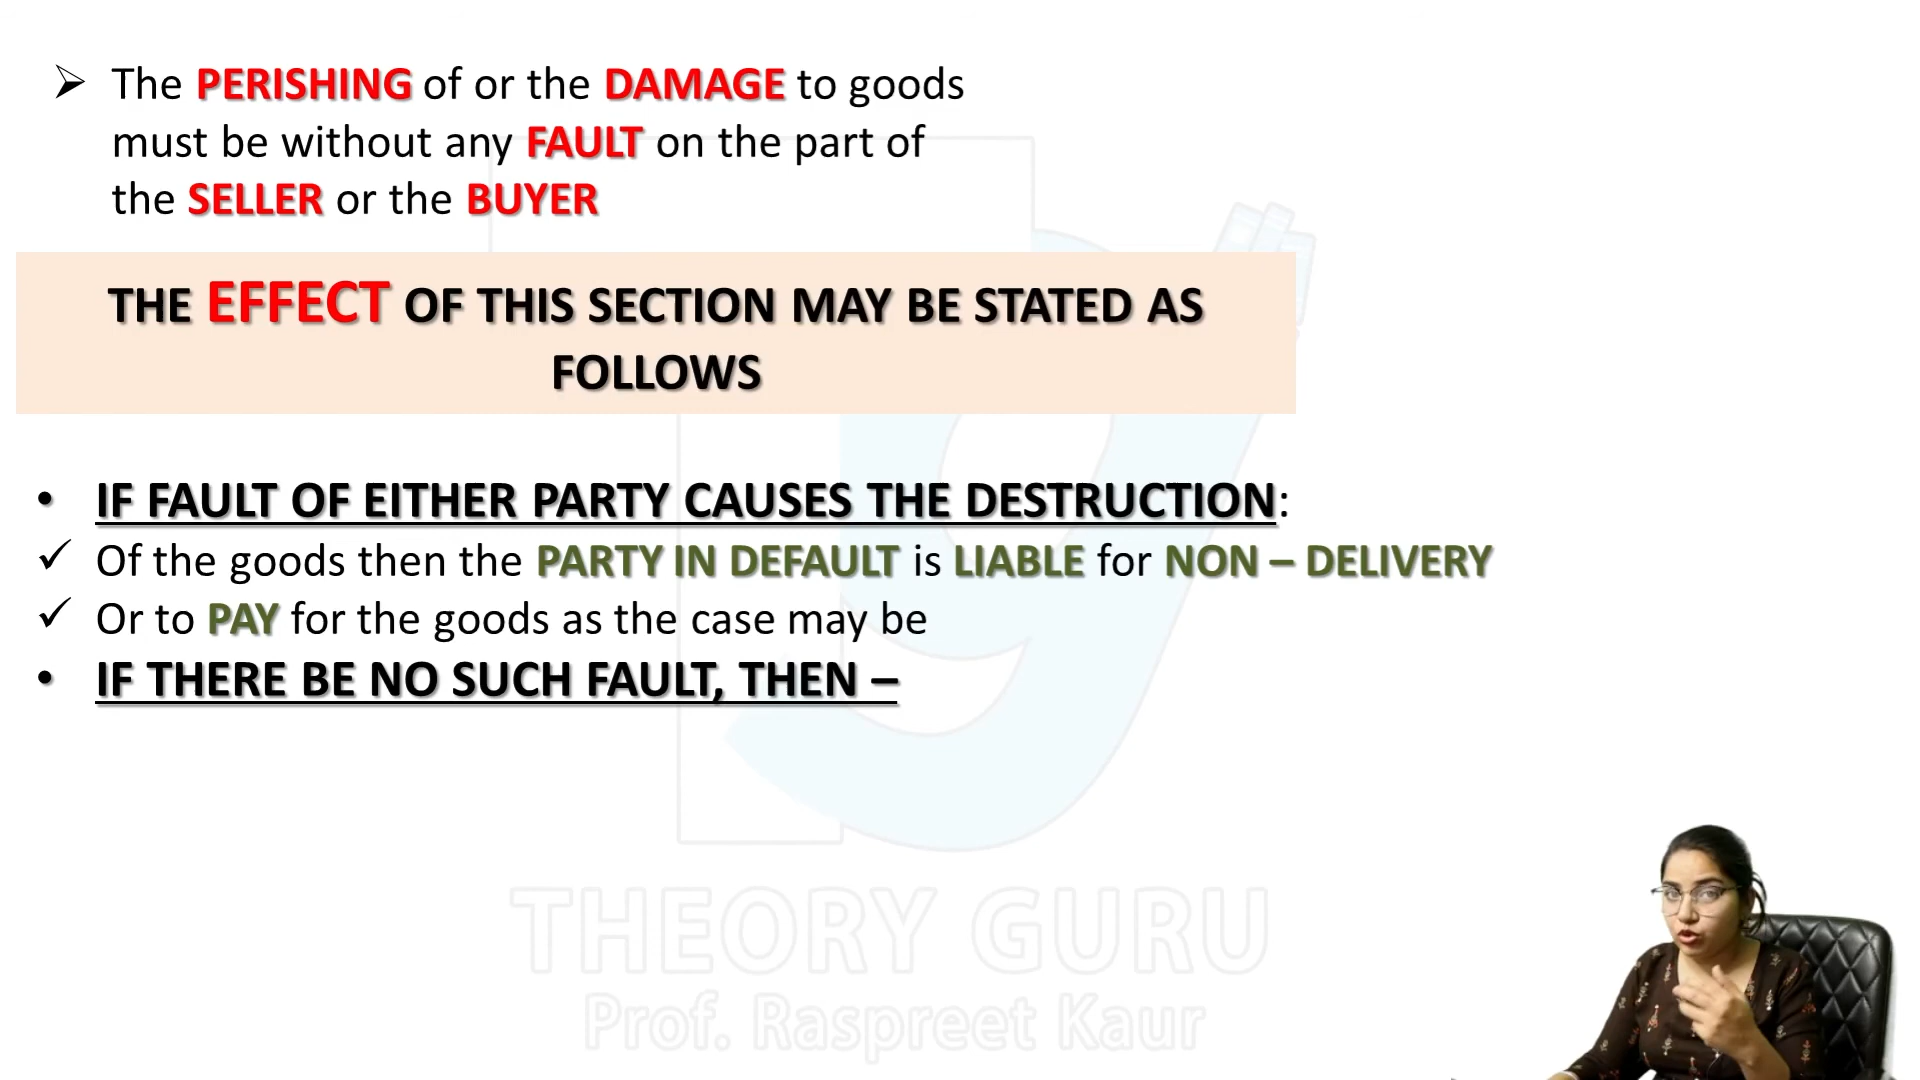 ➢ The PERISHING of or the DAMAGE to goods
must be without any FAULT on the part of
the SELLER or the BUYER
THE EFFECT OF THIS SECTION MAY BE STATED AS
FOLLOWS
• IF FAULT OF EITHER PARTY CAUSES THE DESTRUCTION:
✓ Of the goods then the PARTY IN DEFAULT is LIABLE for NON – DELIVERY
✓ Or to PAY for the goods as the case may be
• IF THERE BE NO SUCH FAULT, THEN –
THEORY GURU
Prof. Raspreet Kaur